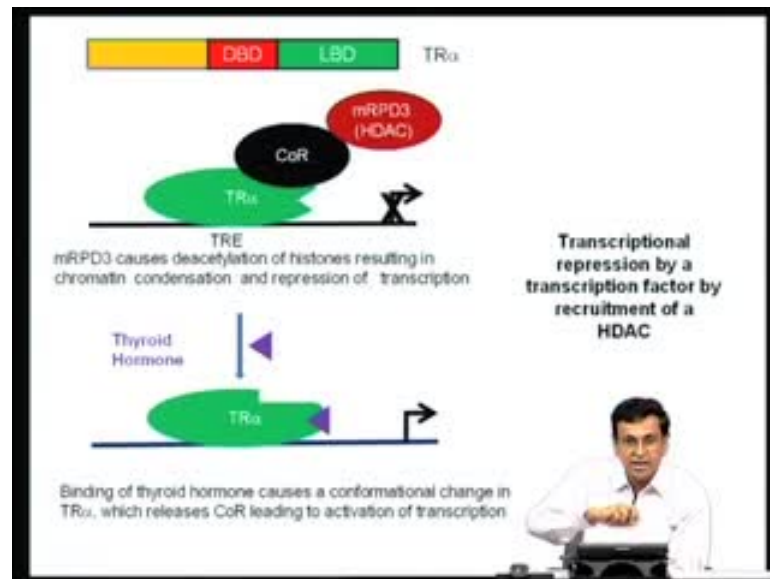 DBD LBD TRα
mRPD3
(HDAC)
CoR
TRα
TRE
mRPD3 causes deacetylation of histones resulting in
chromatin condensation and repression of transcription
Transcriptional
repression by a
transcription factor by
recruitment of a
HDAC
Thyroid
Hormone
TRα
Binding of thyroid hormone causes a conformational change in
TRα, which releases CoR leading to activation of transcription